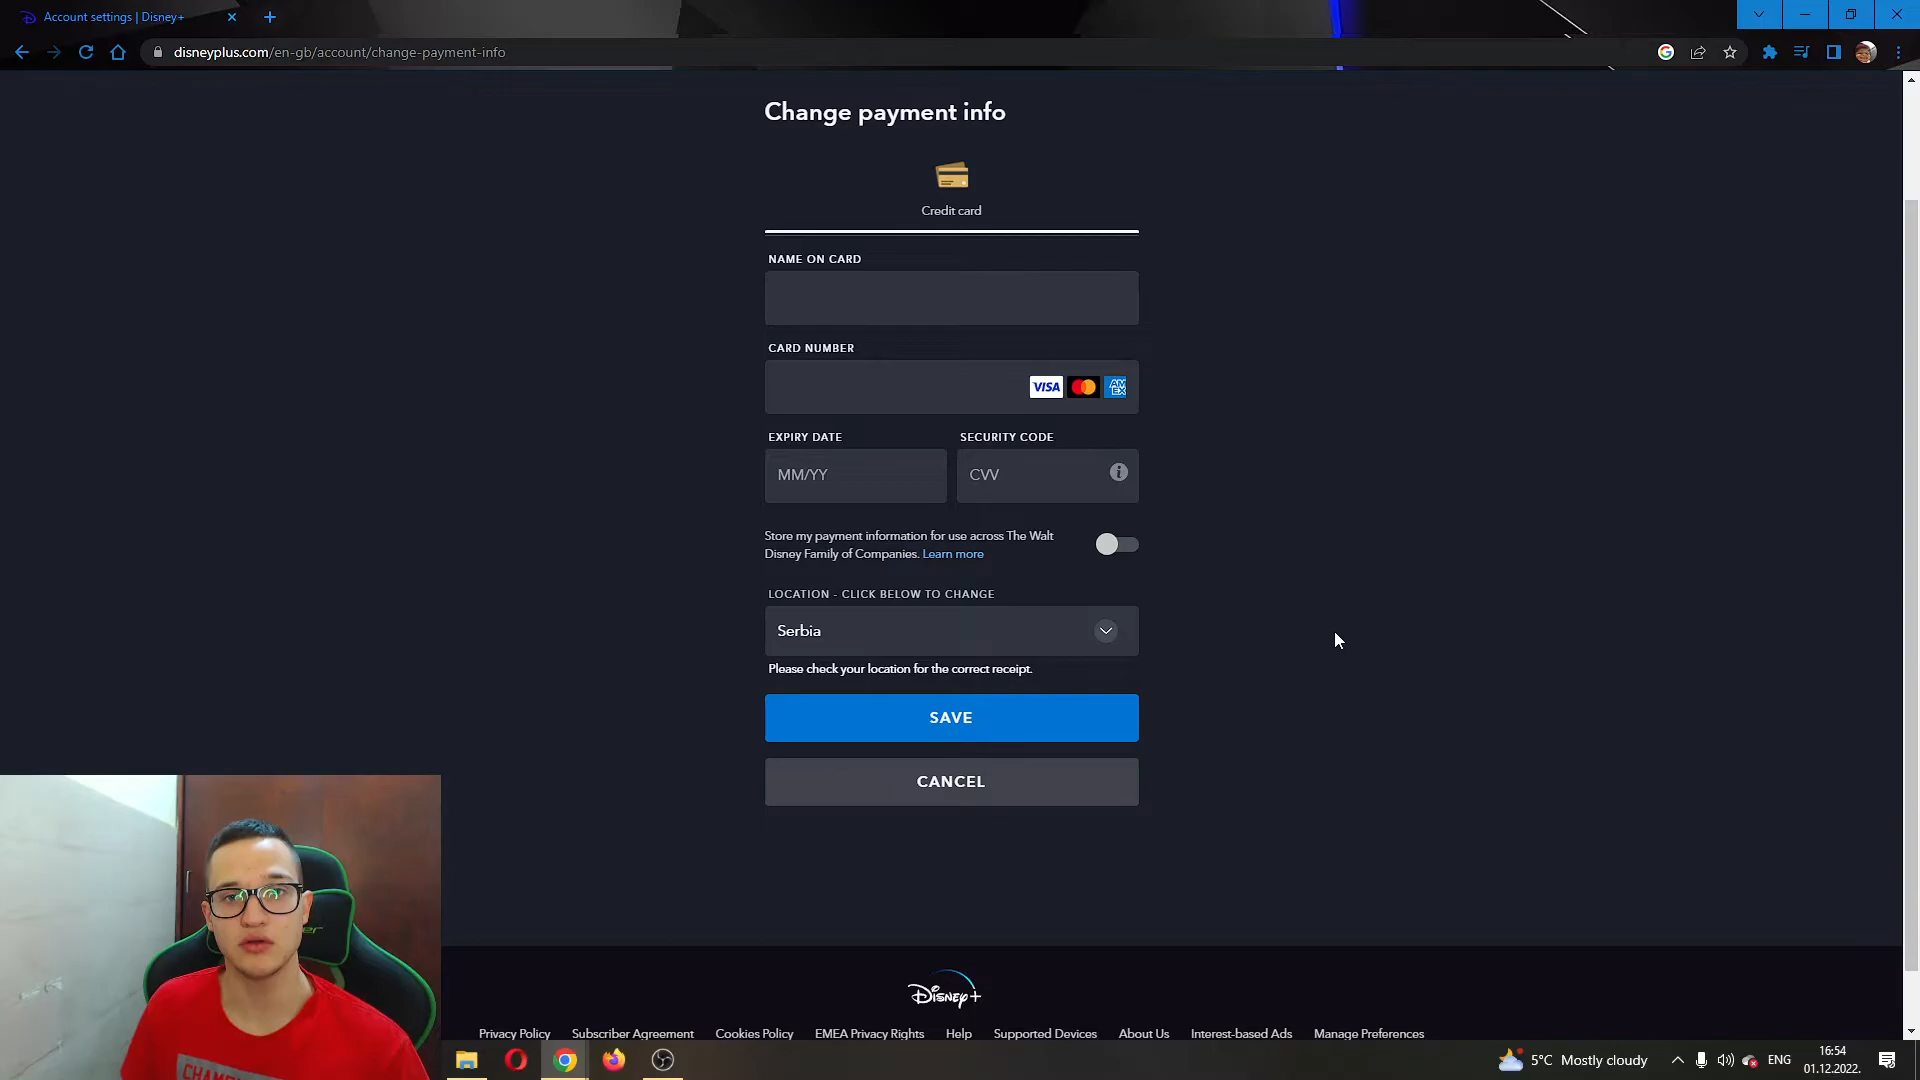 Account settings | Disney+
disneyplus.com/en-gb/account/change-payment-info
Change payment info
Credit card
NAME ON CARD
CARD NUMBER
VISA
AM
EX
EXPIRY DATE SECURITY CODE
MM/YY CVV
Store my payment information for use across The Walt
Disney Family of Companies. Learn more
LOCATION - CLICK BELOW TO CHANGE
Serbia
Please check your location for the correct receipt.
SAVE
CANCEL
Disney+
Privacy Policy Subscriber Agreement Cookies Policy EMEA Privacy Rights Help Supported Devices About Us Interest-based Ads Manage Preferences
5°C Mostly cloudy ENG 16:54
01.12.2022.